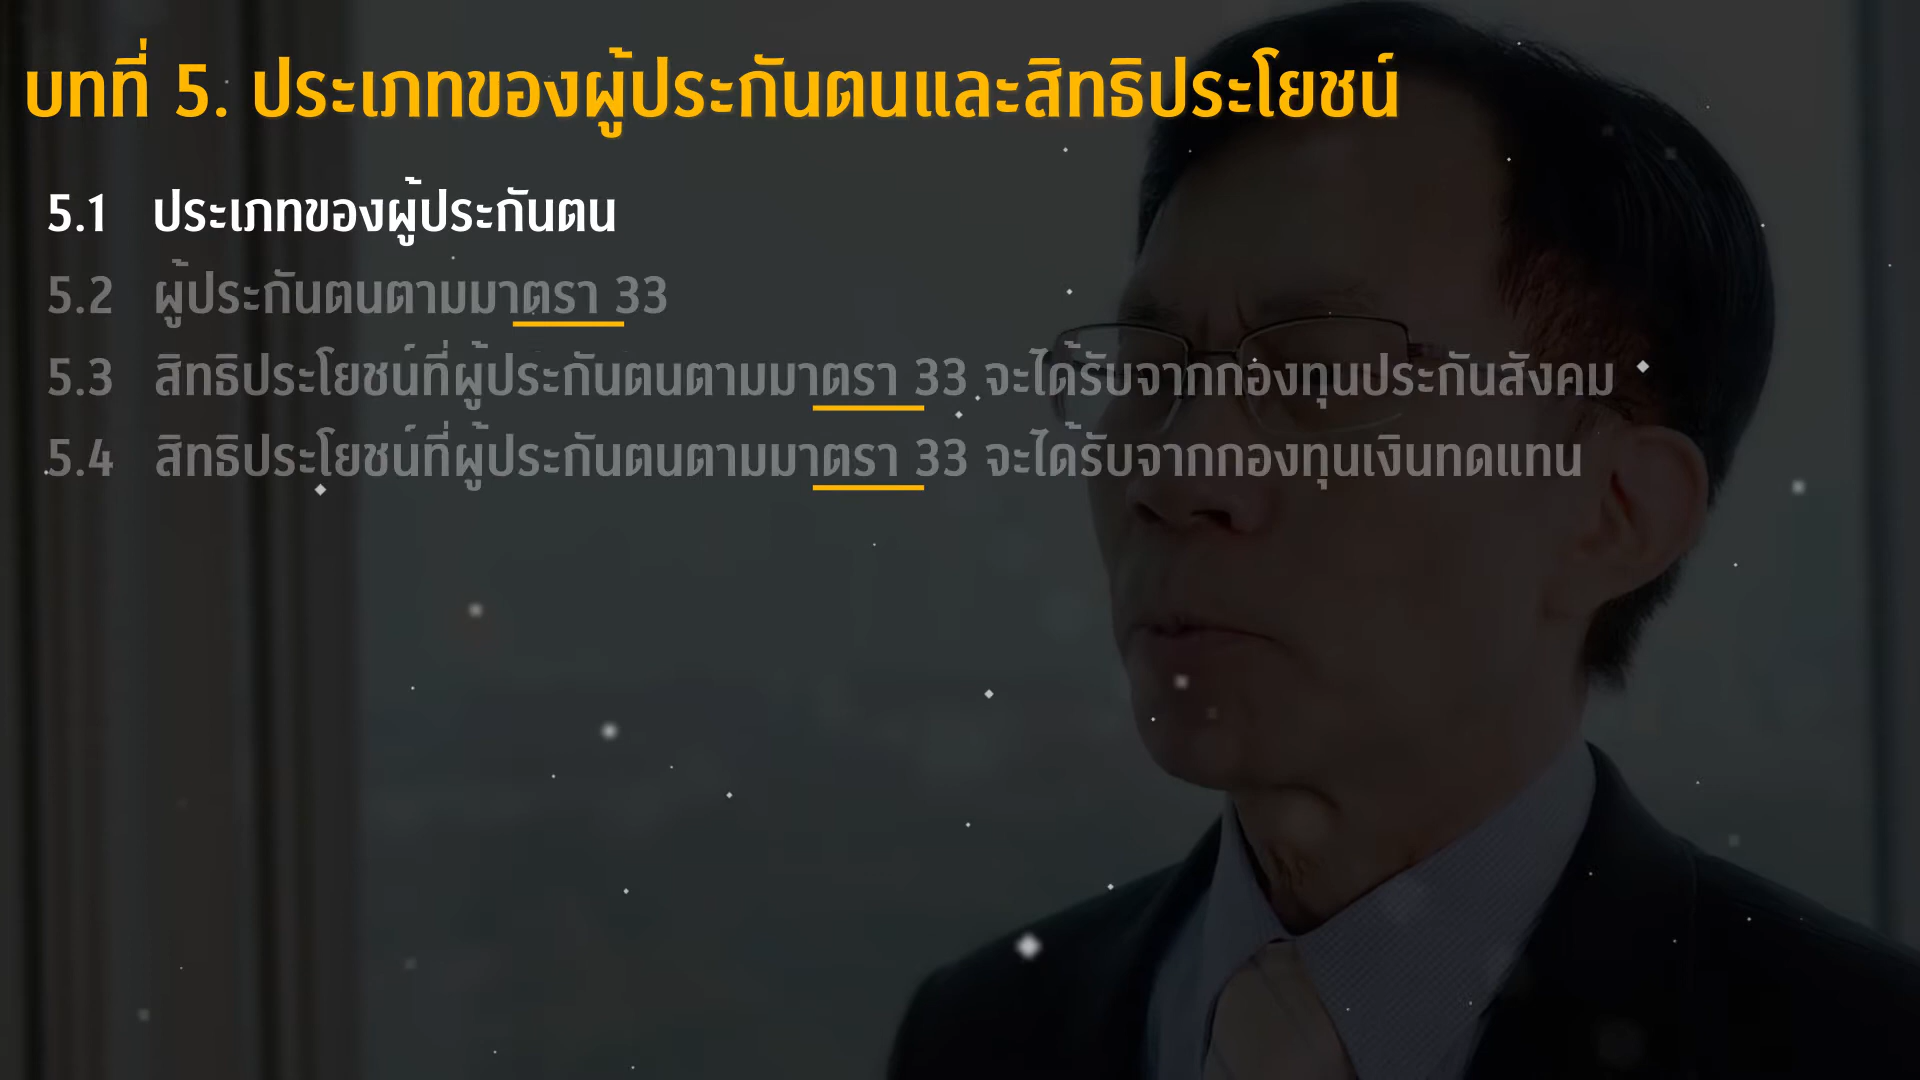 บทที่ 5. ประเภทของผู้ประกันตนและสิทธิประโยชน์
5.1 ประเภทของผู้ประกันตน
5.2 ผู้ประกันตนตามมาตรา 33
5.3 สิทธิประโยชน์ที่ผู้ประกันตนตามมาตรา 33 จะได้รับจากกองทุนประกันสังคม
5.4 สิทธิประโยชน์ที่ผู้ประกันตนตามมาตรา 33 จะได้รับจากกองทุนเงินทดแทน